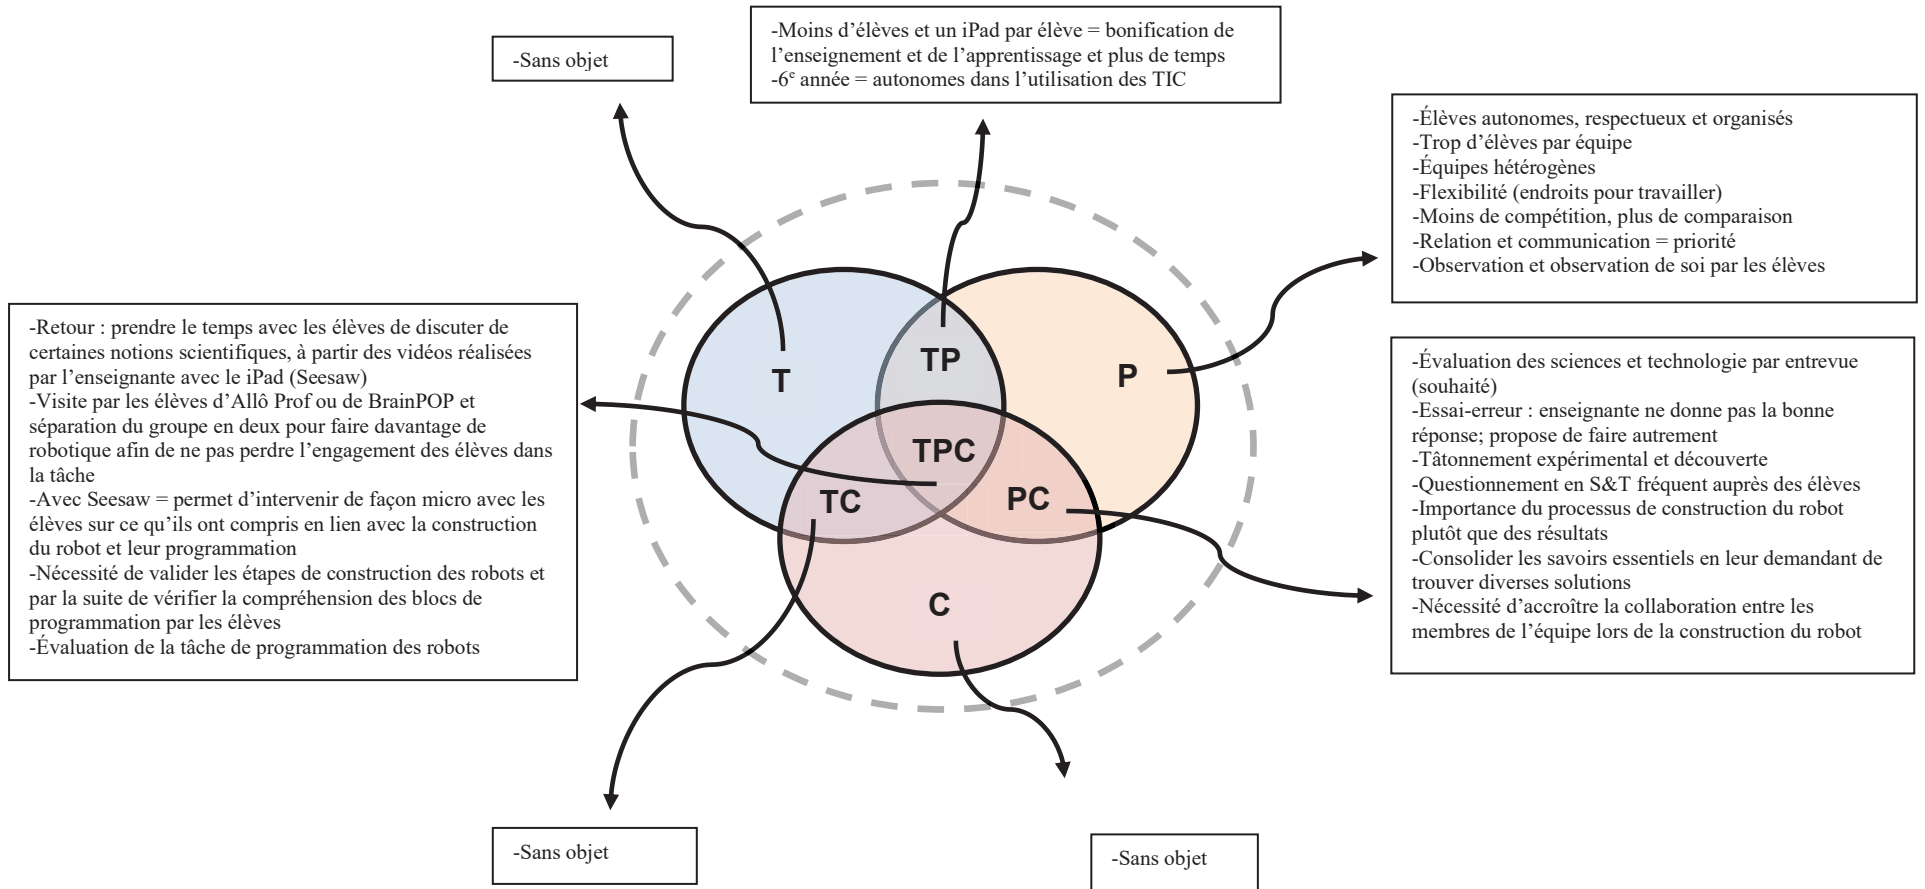 -Sans objet
-Moins d’élèves et un iPad par élève = bonification de
l’enseignement et de l’apprentissage et plus de temps
-6e année = autonomes dans l’utilisation des TIC
-Élèves autonomes, respectueux et organisés
-Trop d’élèves par équipe
-Équipes hétérogènes
-Flexibilité (endroits pour travailler)
-Moins de compétition, plus de comparaison
-Relation et communication = priorité
-Observation et observation de soi par les élèves
-Retour : prendre le temps avec les élèves de discuter de
certaines notions scientifiques, à partir des vidéos réalisées
par l’enseignante avec le iPad (Seesaw)
-Visite par les élèves d’Allô Prof ou de BrainPOP et
séparation du groupe en deux pour faire davantage de
robotique afin de ne pas perdre l’engagement des élèves dans
la tâche
-Avec Seesaw = permet d’intervenir de façon micro avec les
élèves sur ce qu’ils ont compris en lien avec la construction
du robot et leur programmation
-Nécessité de valider les étapes de construction des robots et
par la suite de vérifier la compréhension des blocs de
programmation par les élèves
-Évaluation de la tâche de programmation des robots
T
TP
P
TPC
TC
PC
C
-Évaluation des sciences et technologie par entrevue
(souhaité)
-Essai-erreur : enseignante ne donne pas la bonne
réponse; propose de faire autrement
-Tâtonnement expérimental et découverte
-Questionnement en S&T fréquent auprès des élèves
-Importance du processus de construction du robot
plutôt que des résultats
-Consolider les savoirs essentiels en leur demandant de
trouver diverses solutions
-Nécessité d’accroître la collaboration entre les
membres de l’équipe lors de la construction du robot
-Sans objet
-Sans objet